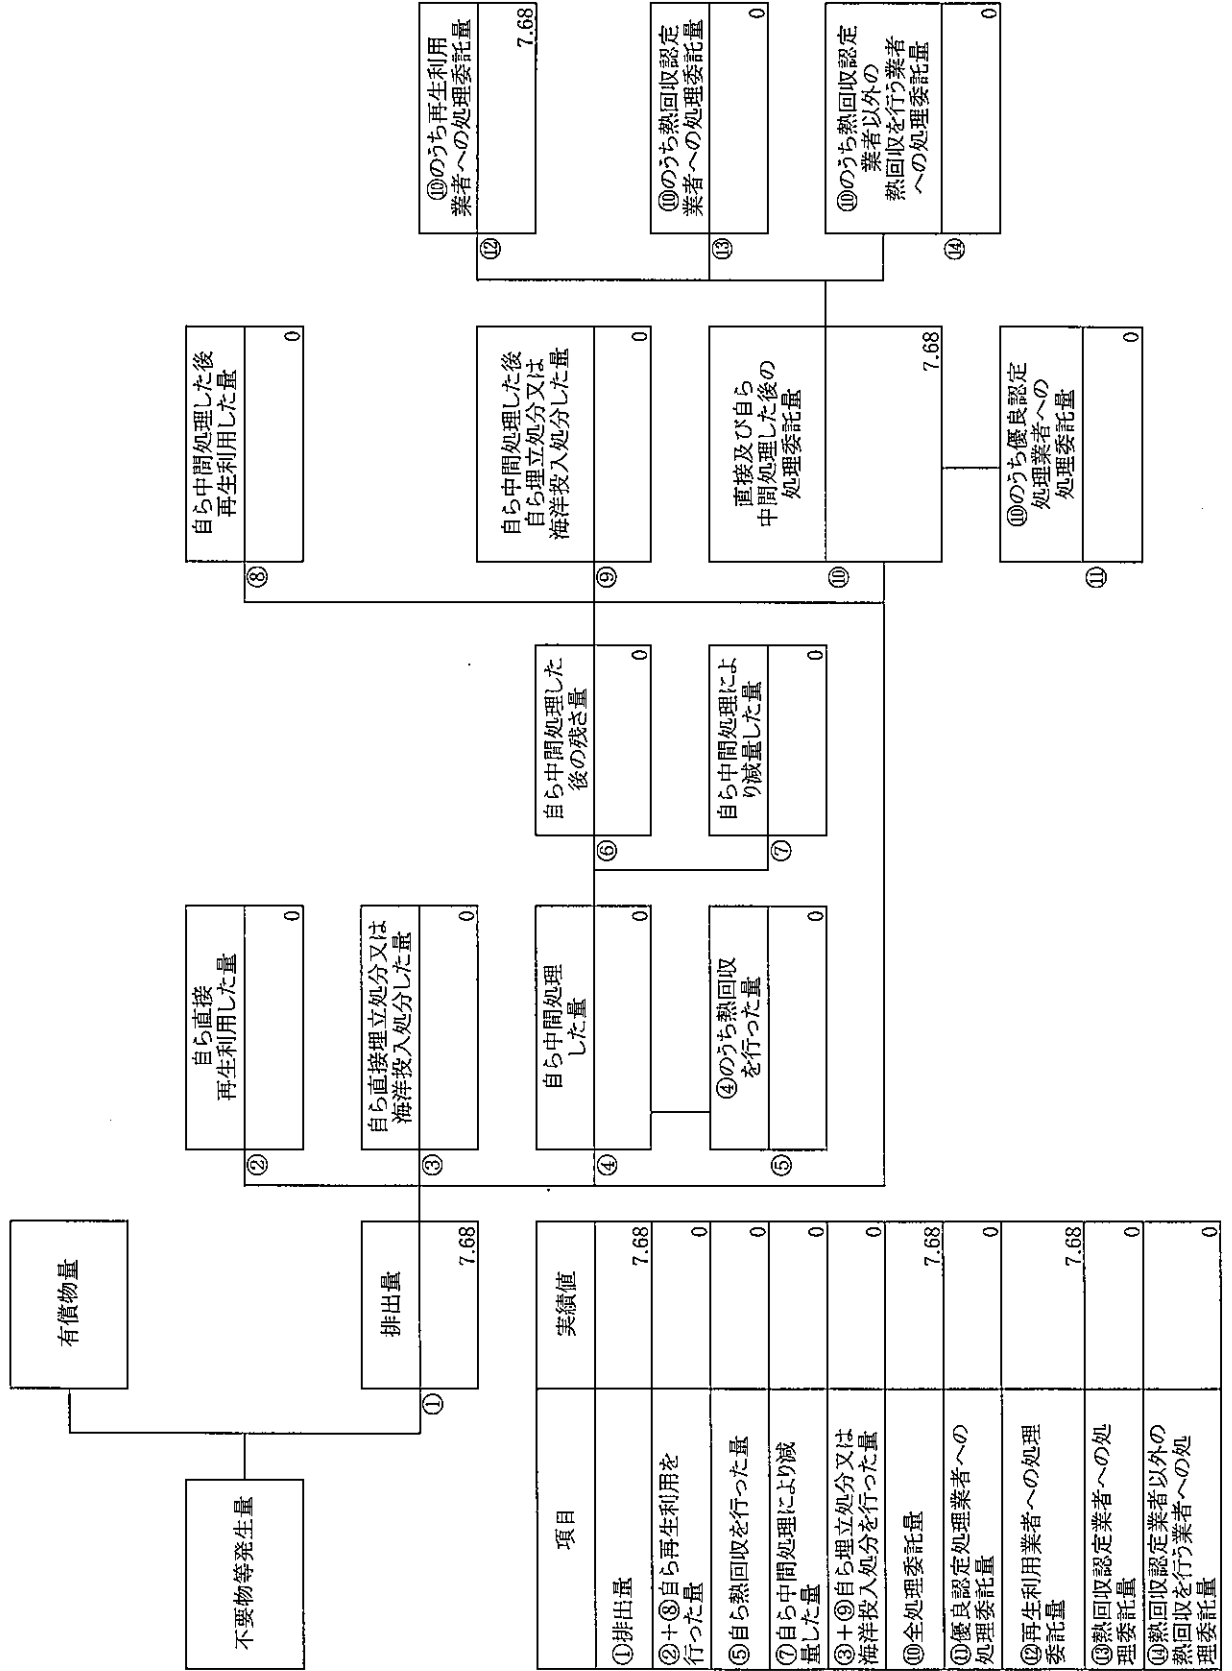 不要物等発生量
有償物量
①
排出量
7.68
②
自ら直接
再生利用した量
0
③
自ら直接埋立処分又は
海洋投入処分した量
0
④
自ら中間処理
した量
0
⑤
④のうち熱回収
を行った量
0
⑥
自ら中間処理した
後の残さ量
0
⑦
自ら中間処理によ
り減量した量
0
⑧
自ら中間処理した後
再生利用した量
0
⑨
自ら中間処理した後
自ら埋立処分又は
海洋投入処分した量
0
⑩
直接及び自ら
中間処理した後の
処理委託量
7.68
⑪
⑩のうち優良認定
処理業者への
処理委託量
0
⑫
⑩のうち再生利用
業者への処理委託量
7.68
⑬
⑩のうち熱回収認定
業者への処理委託量
0
⑭
⑩のうち熱回収認定
業者以外の
熱回収を行う業者
への処理委託量
0
項目 実績値
①排出量 7.68
②+⑧自ら再生利用を
行った量 0
⑤自ら熱回収を行った量 0
⑦自ら中間処理により減
量した量 0
③+⑨自ら埋立処分又は
海洋投入処分を行った量 0
⑩全処理委託量 7.68
⑪優良認定処理業者への
処理委託量 0
⑫再生利用業者への処理
委託量 7.68
⑬熱回収認定業者への処
理委託量 0
⑭熱回収認定業者以外の
熱回収を行う業者への処
理委託量 0